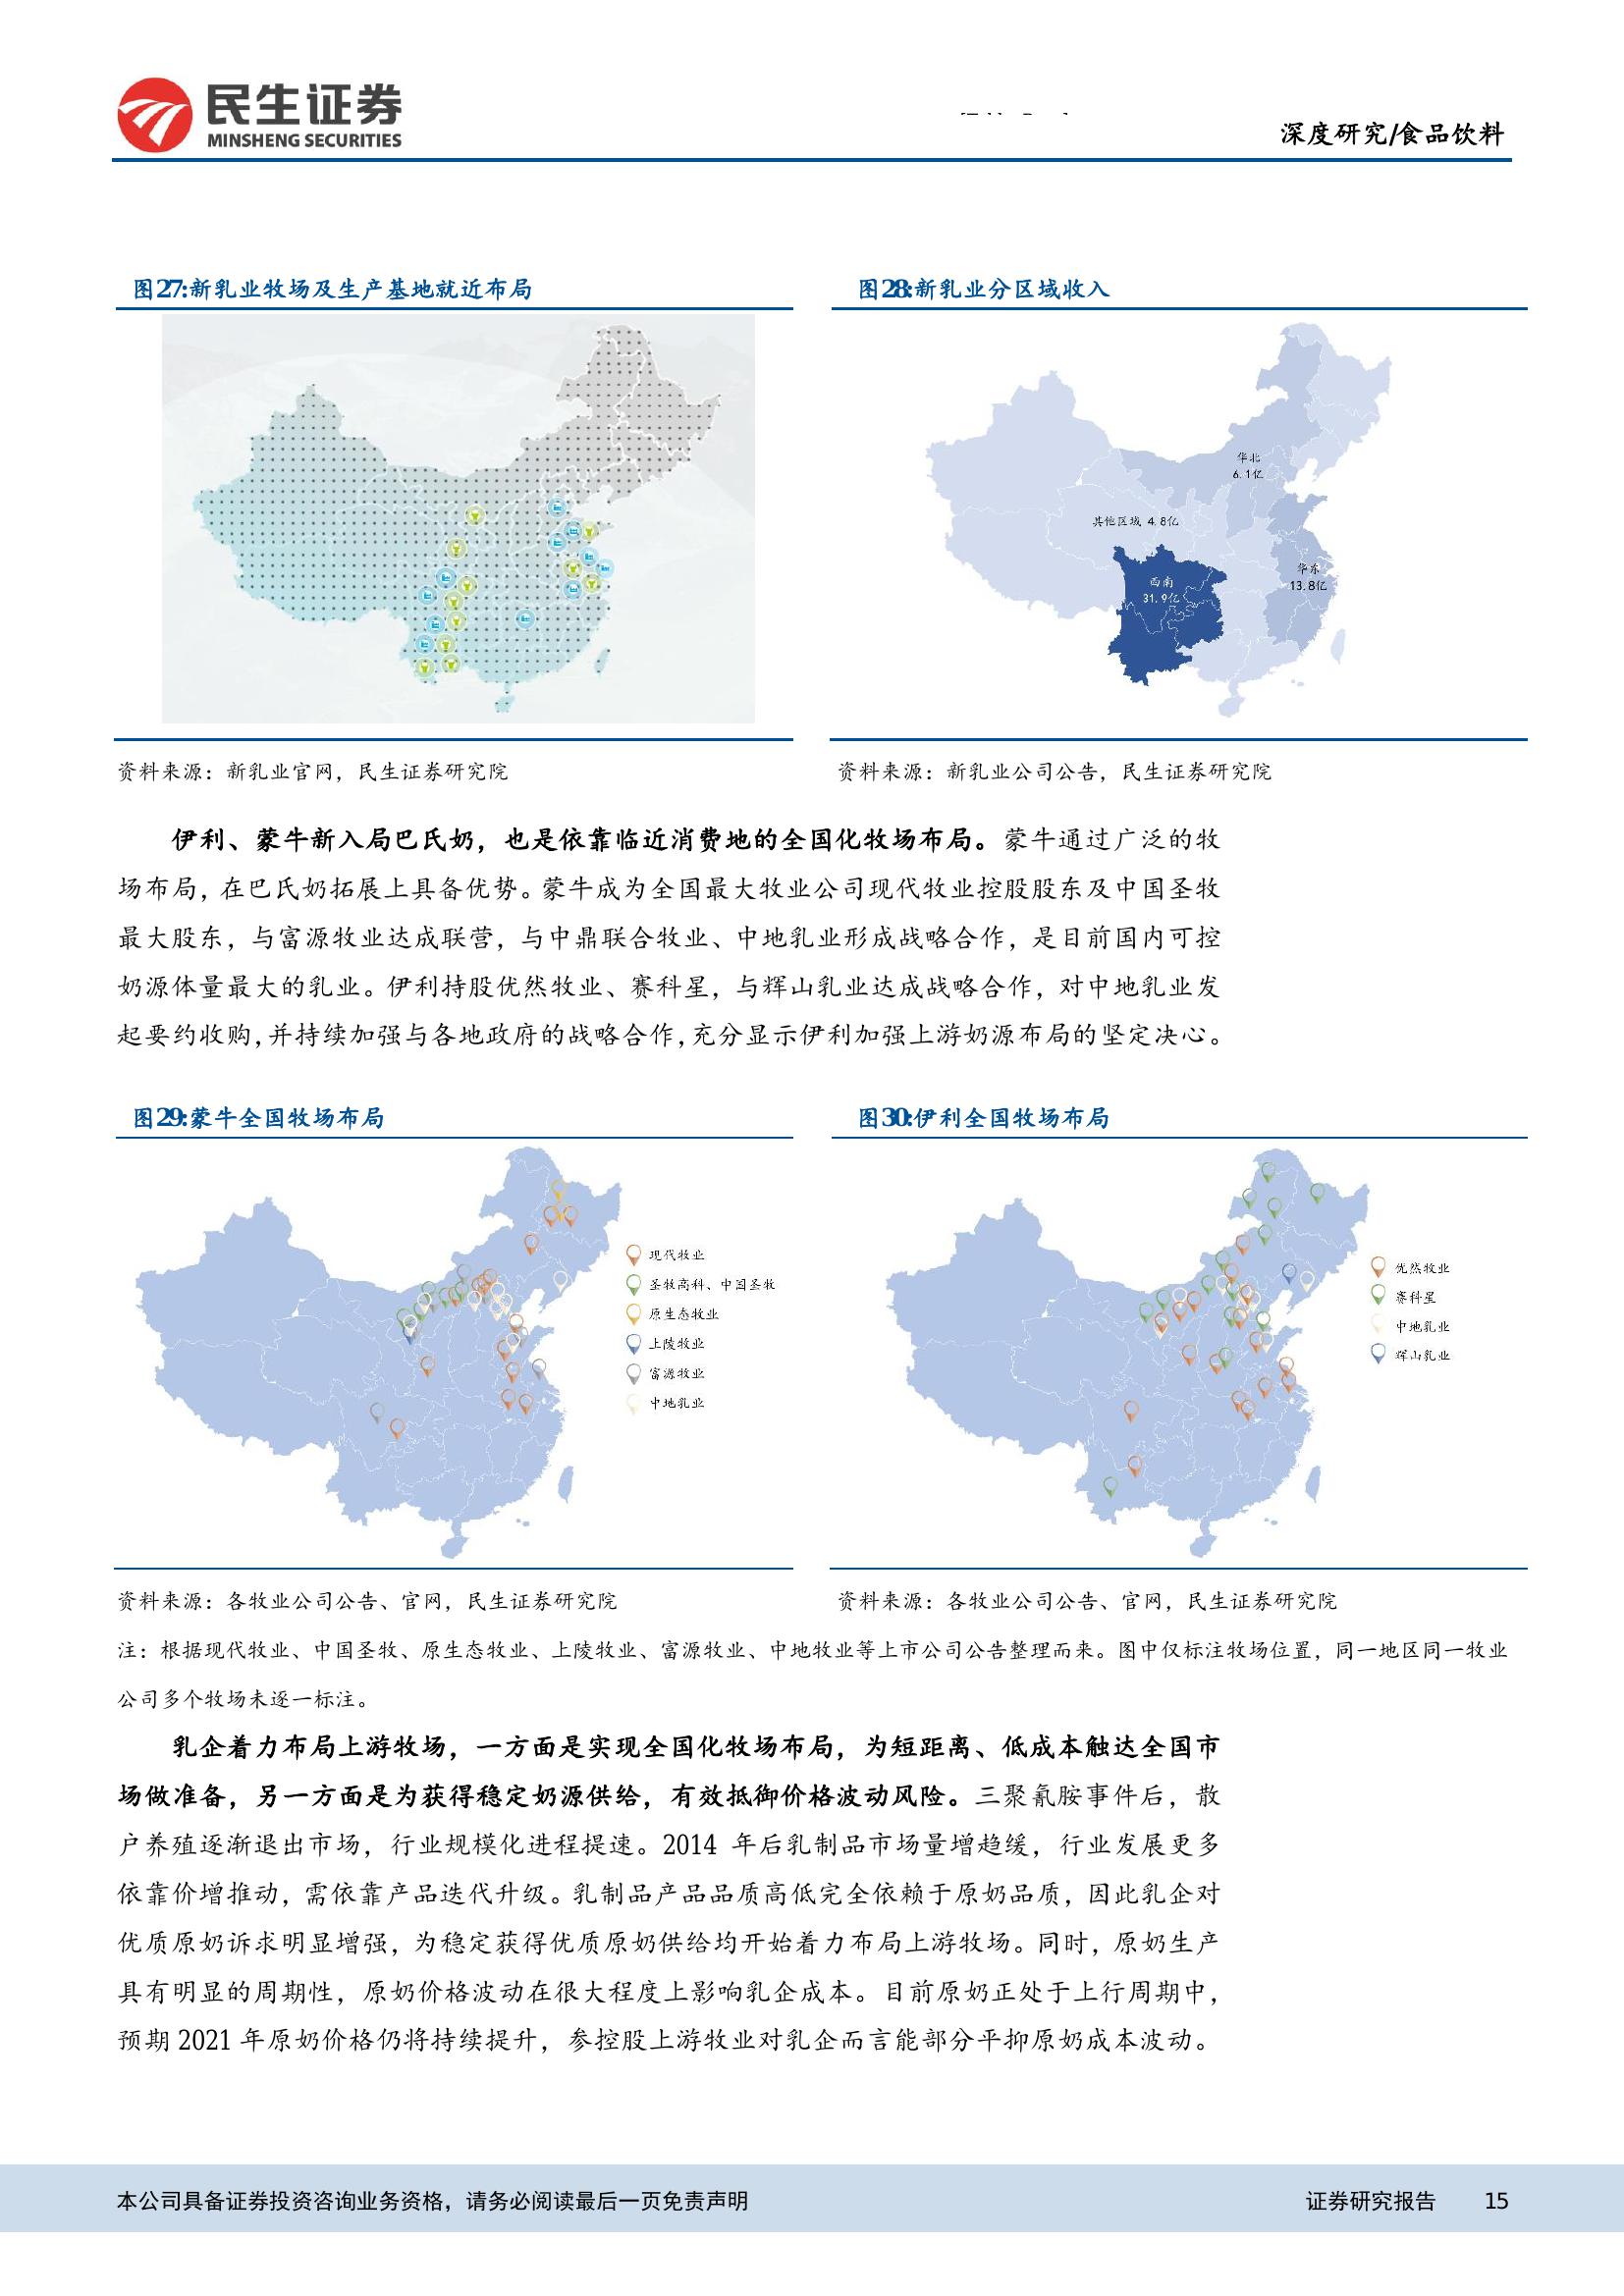 民生证券
MINSHENG SECURITIES
深度研究/食品饮料
图27:新乳业牧场及生产基地就近布局
图28:新乳业分区域收入
华北
6.1亿
其他区域 4.8亿
西南
31.9亿
华东
13.8亿
资料来源：新乳业官网，民生证券研究院
资料来源：新乳业公司公告，民生证券研究院
伊利、蒙牛新入局巴氏奶，也是依靠临近消费地的全国化牧场布局。蒙牛通过广泛的牧
场布局，在巴氏奶拓展上具备优势。蒙牛成为全国最大牧业公司现代牧业控股股东及中国圣牧
最大股东，与富源牧业达成联营，与中鼎联合牧业、中地乳业形成战略合作，是目前国内可控
奶源体量最大的乳业。伊利持股优然牧业、赛科星，与辉山乳业达成战略合作，对中地乳业发
起要约收购，并持续加强与各地政府的战略合作，充分显示伊利加强上游奶源布局的坚定决心。
图29:蒙牛全国牧场布局
图30:伊利全国牧场布局
现代牧业
圣牧高科、中国圣牧
原生态牧业
上陵牧业
富源牧业
中地乳业
优然牧业
赛科星
中地乳业
辉山乳业
资料来源：各牧业公司公告、官网，民生证券研究院
资料来源：各牧业公司公告、官网，民生证券研究院
注：根据现代牧业、中国圣牧、原生态牧业、上陵牧业、富源牧业、中地牧业等上市公司公告整理而来。图中仅标注牧场位置，同一地区同一牧业
公司多个牧场未逐一标注。
乳企着力布局上游牧场，一方面是实现全国化牧场布局，为短距离、低成本触达全国市
场做准备，另一方面是为获得稳定奶源供给，有效抵御价格波动风险。三聚氰胺事件后，散
户养殖逐渐退出市场，行业规模化进程提速。2014 年后乳制品市场量增趋缓，行业发展更多
依靠价增推动，需依靠产品迭代升级。乳制品产品品质高低完全依赖于原奶品质，因此乳企对
优质原奶诉求明显增强，为稳定获得优质原奶供给均开始着力布局上游牧场。同时，原奶生产
具有明显的周期性，原奶价格波动在很大程度上影响乳企成本。目前原奶正处于上行周期中，
预期 2021 年原奶价格仍将持续提升，参控股上游牧业对乳企而言能部分平抑原奶成本波动。
本公司具备证券投资咨询业务资格，请务必阅读最后一页免责声明
证券研究报告 15